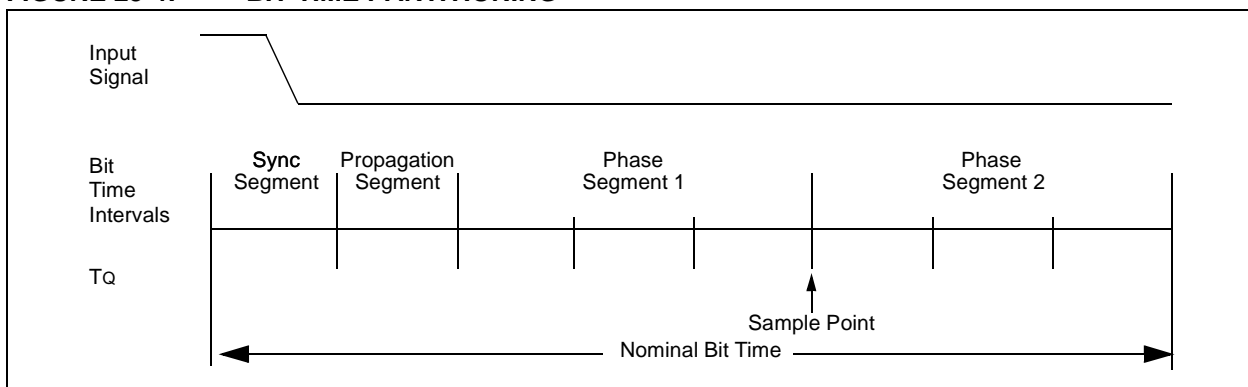 Input
Signal
Bit
Time
Intervals
Sync
Segment
Propagation
Segment
Phase
Segment 1
Phase
Segment 2
TQ
Sample Point
Nominal Bit Time